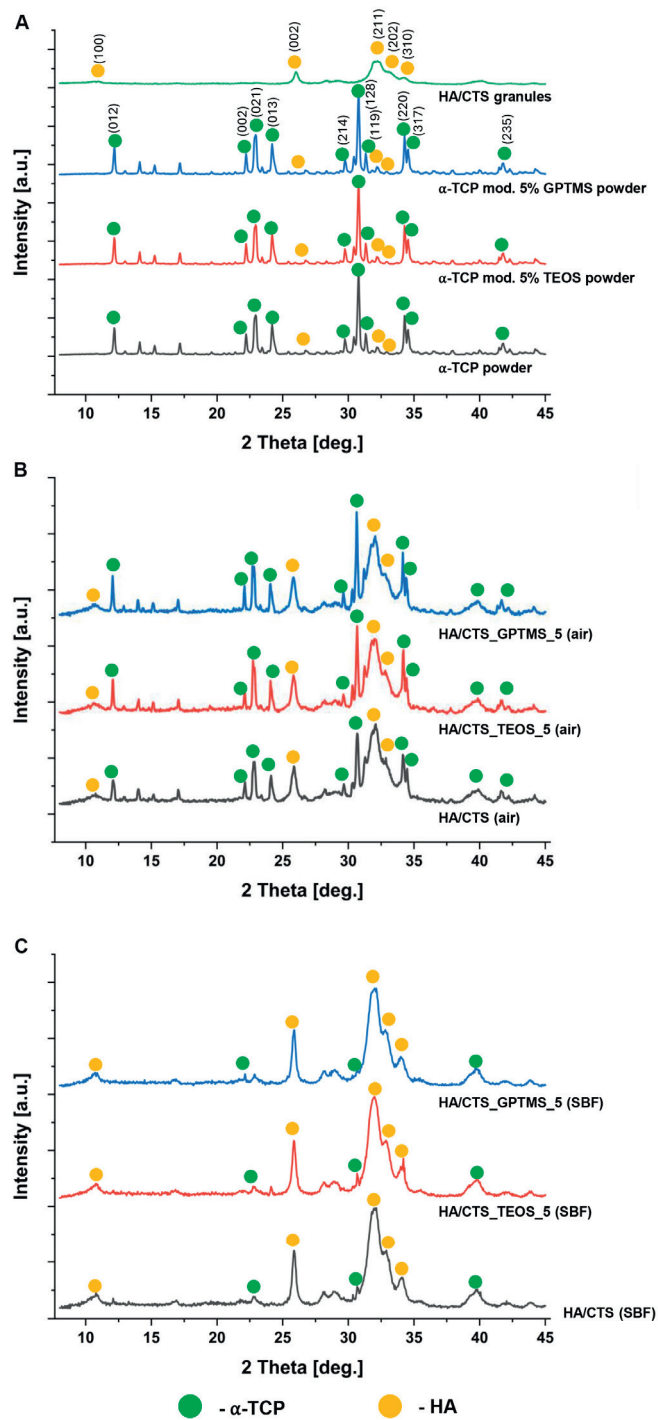 A
(100)
(002)
(211)
(202)
(310)
HA/CTS granules
(012)
(002)
(021)
(013)
(214)
(119)
(128)
(220)
(317)
(235)
α-TCP mod. 5% GPTMS powder
α-TCP mod. 5% TEOS powder
α-TCP powder
Intensity [a.u.]
10 15 20 25 30 35 40 45
2 Theta [deg.]
B
HA/CTS_GPTMS_5 (air)
HA/CTS_TEOS_5 (air)
HA/CTS (air)
Intensity [a.u.]
10 15 20 25 30 35 40 45
2 Theta [deg.]
C
HA/CTS_GPTMS_5 (SBF)
HA/CTS_TEOS_5 (SBF)
HA/CTS (SBF)
Intensity [a.u.]
10 15 20 25 30 35 40 45
2 Theta [deg.]
- α-TCP - HA